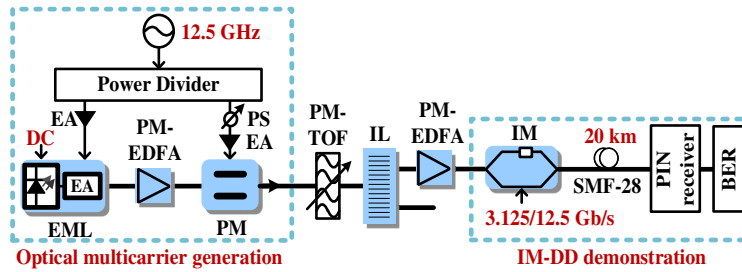 12.5 GHz
Power Divider
EA
PS
EA
DC
PM-
EDFA
EA
EML
PM
Optical multicarrier generation
PM-
TOF
IL
PM-
EDFA
IM
3.125/12.5 Gb/s
20 km
SMF-28
PIN
receiver
BER
IM-DD demonstration